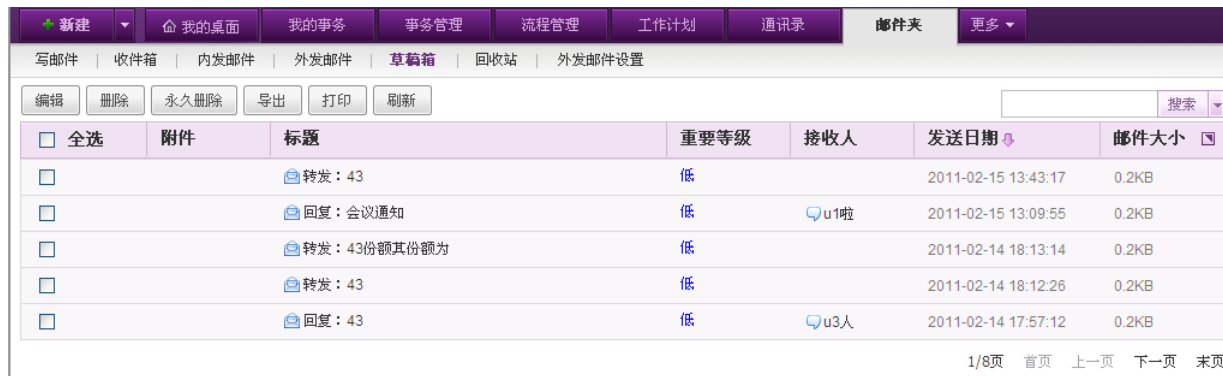 新建 我的桌面 我的事务 事务管理 流程管理 工作计划 通讯录 邮件夹 更多
写邮件 | 收件箱 | 内发邮件 | 外发邮件 | 草稿箱 | 回收站 | 外发邮件设置
编辑 删除 永久删除 导出 打印 刷新 搜索
全选 附件 标题 重要等级 接收人 发送日期 邮件大小
转发：43 低 2011-02-15 13:43:17 0.2KB
回复：会议通知 低 u1啦 2011-02-15 13:09:55 0.2KB
转发：43份额其份额为 低 2011-02-14 18:13:14 0.2KB
转发：43 低 2011-02-14 18:12:26 0.2KB
回复：43 低 u3人 2011-02-14 17:57:12 0.2KB
1/8页 首页 上一页 下一页 末页